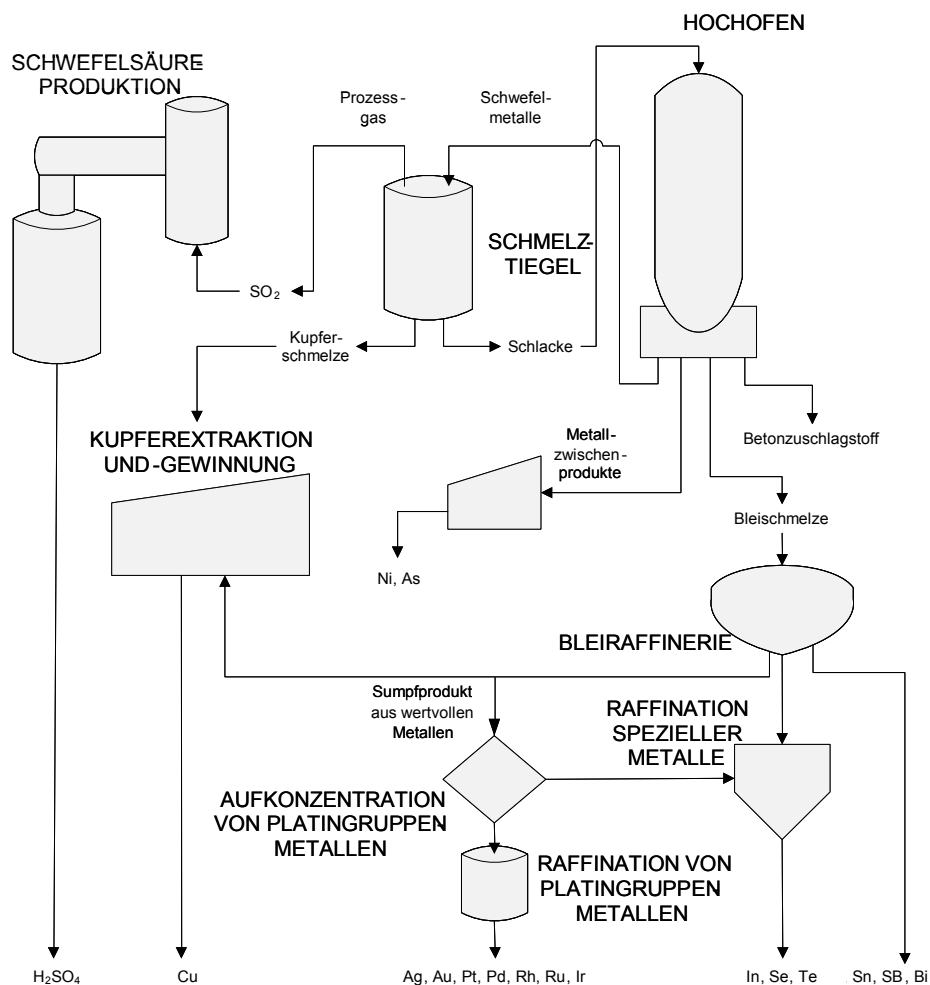 HOCHOFEN
SCHWEFELSÄURE
PRODUKTION
Prozess-
gas
Schwefel-
metalle
SCHMELZ-
TIEGEL
SO₂
Kupfer-
schmelze
Schlacke
Betonzuschlagstoff
KUPFEREXTRAKTION
UND-GEWINNUNG
Metall-
zwischen-
produkte
Bleischmelze
Ni, As
BLEIRAFFINERIE
Sumpfprodukt
aus wertvollen
Metallen
RAFFINATION
SPEZIELLER
METALLE
AUFKONZENTRATION
VON PLATINGRUPPEN
METALLEN
RAFFINATION VON
PLATINGRUPPEN
METALLEN
H₂SO₄
Cu
Ag, Au, Pt, Pd, Rh, Ru, Ir
In, Se, Te
Sn, SB, Bi